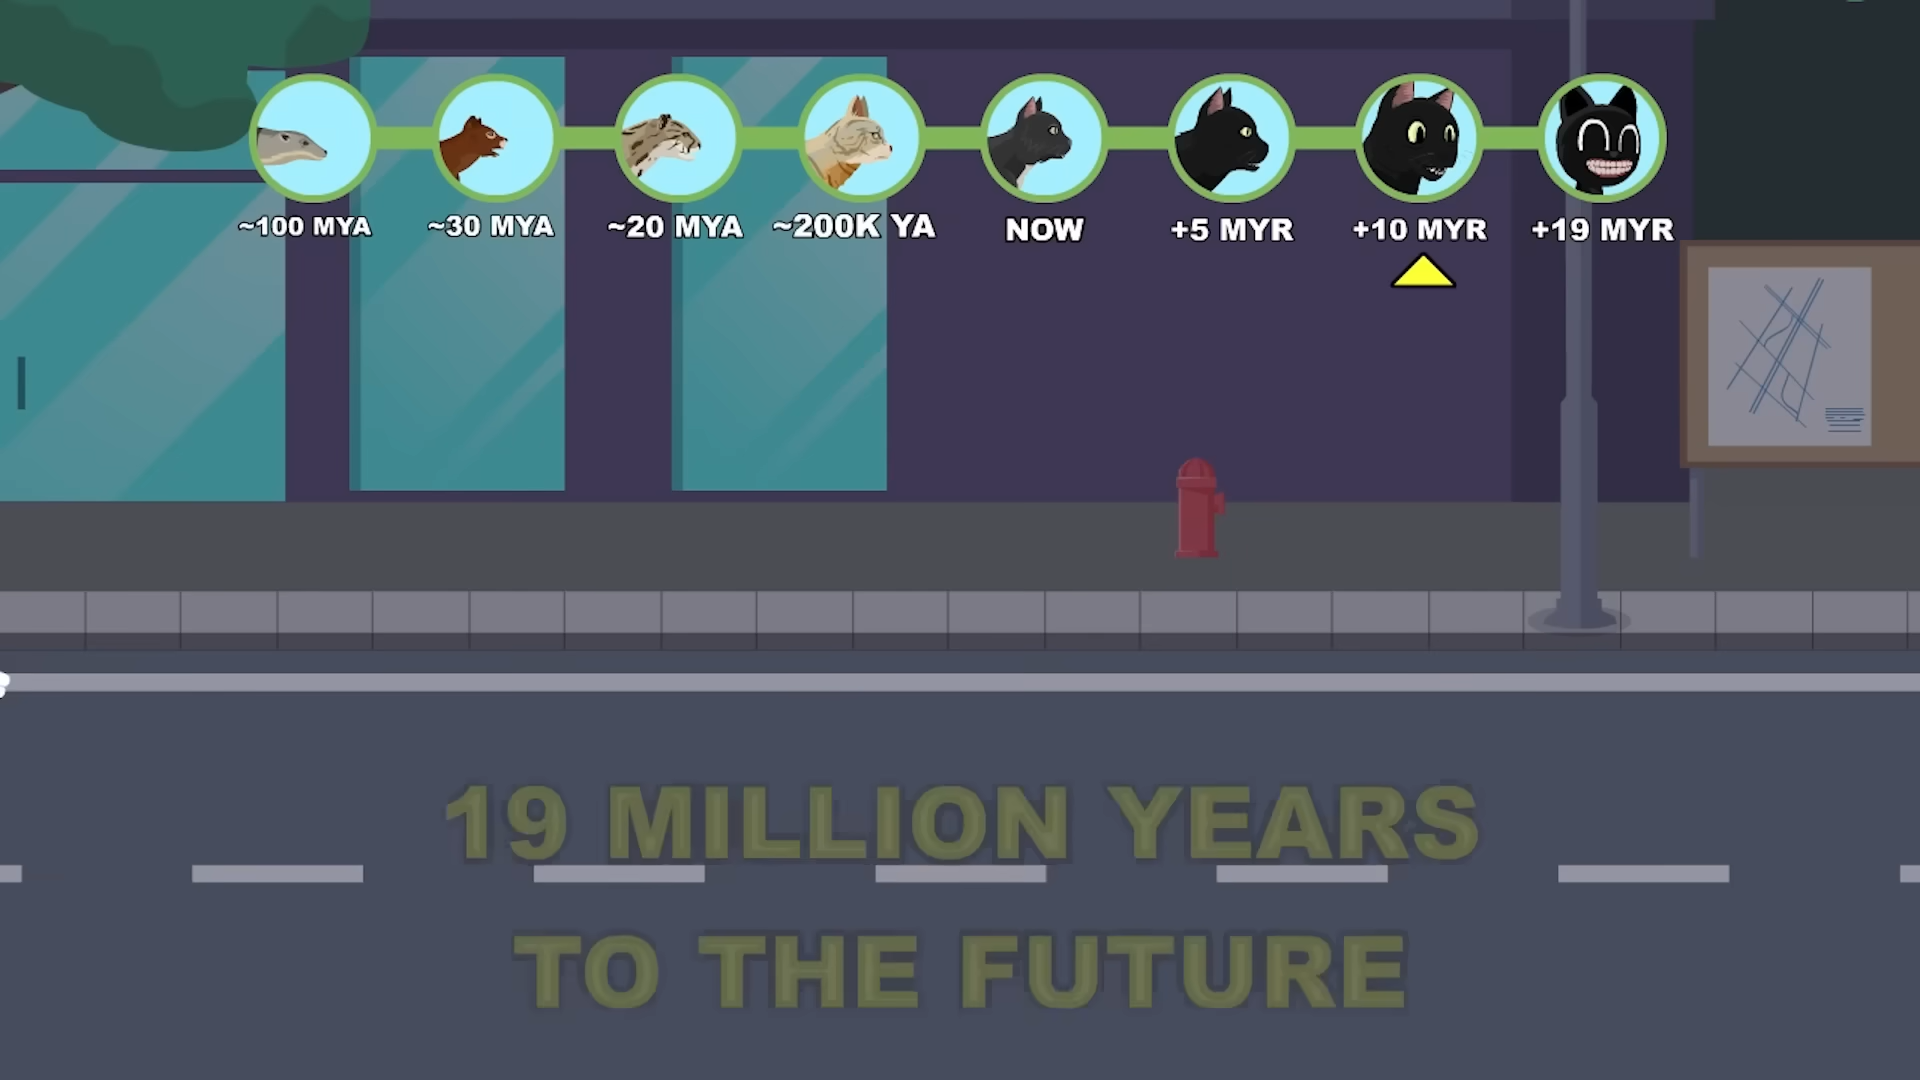 ~100 MYA ~30 MYA ~20 MYA ~200K YA NOW +5 MYR +10 MYR +19 MYR
19 MILLION YEARS
TO THE FUTURE